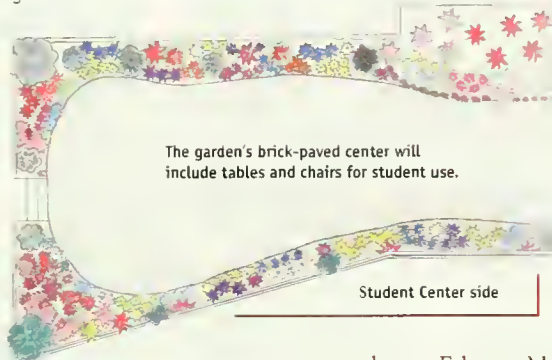 The garden's brick-paved center will
include tables and chairs for student use.
Student Center side